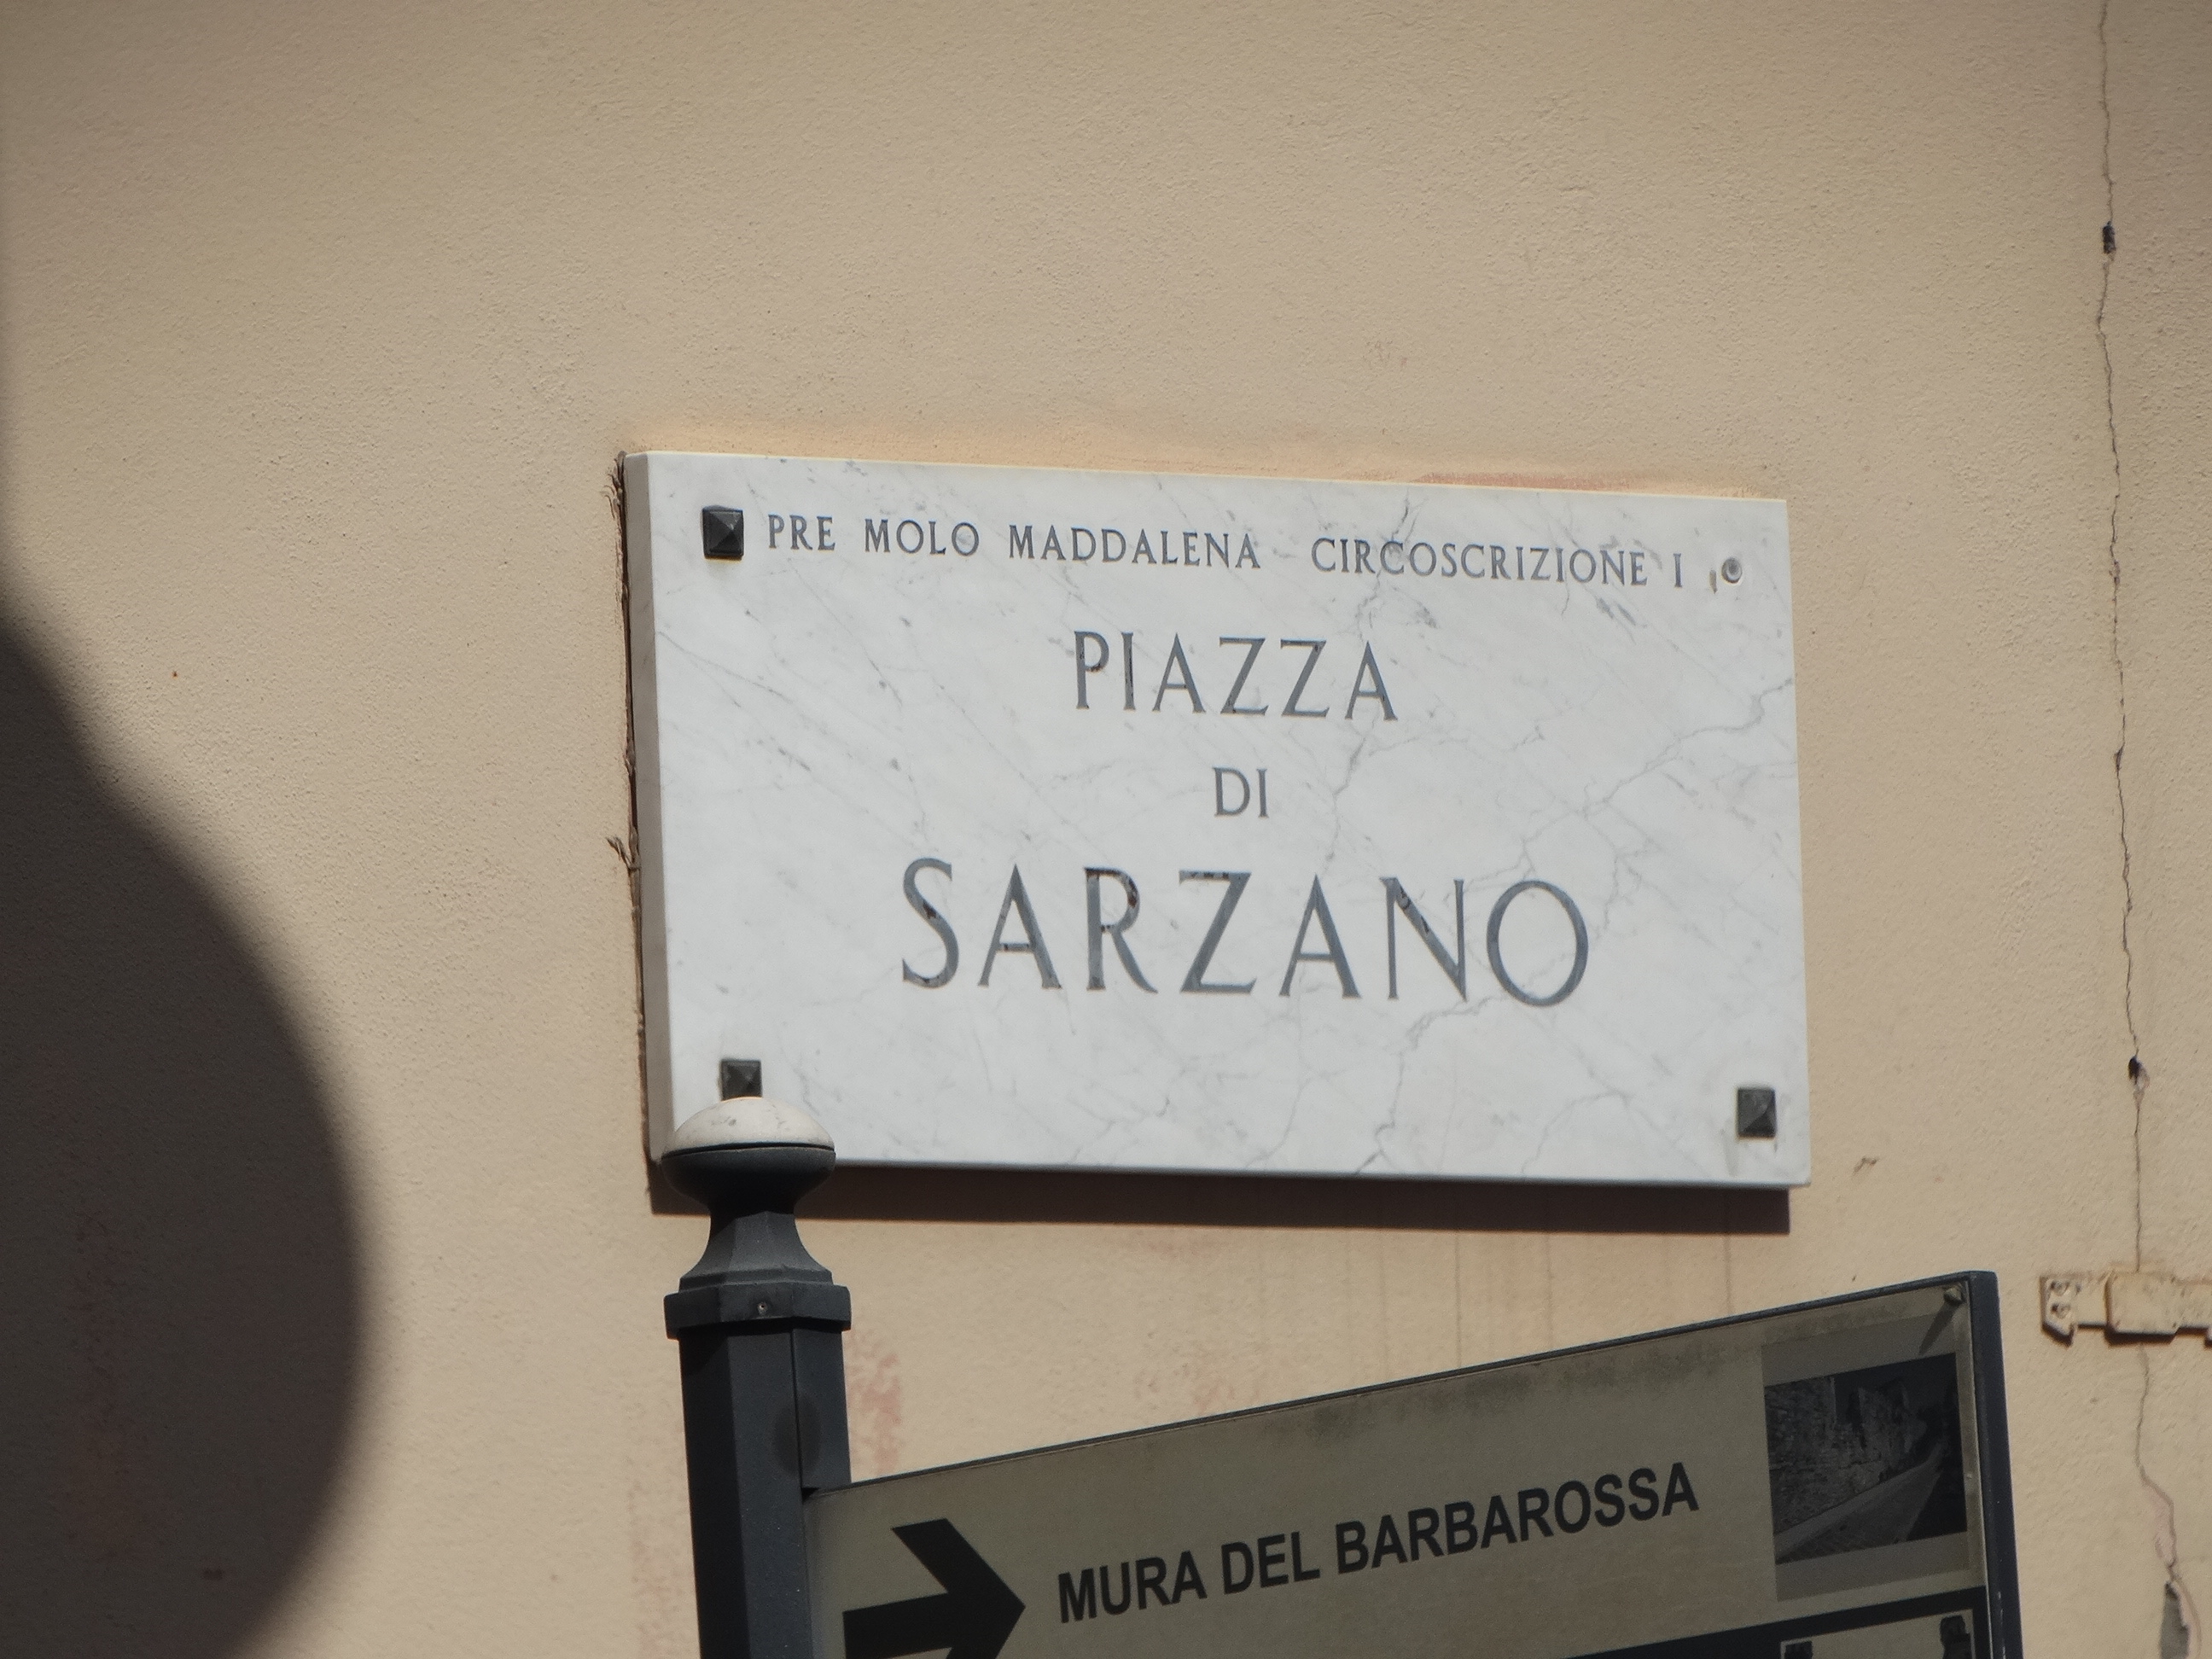 PRE MOLO MADDALENA CIRCOSCRIZIONE I
PIAZZA
DI
SARZANO
MURA DEL BARBAROSSA